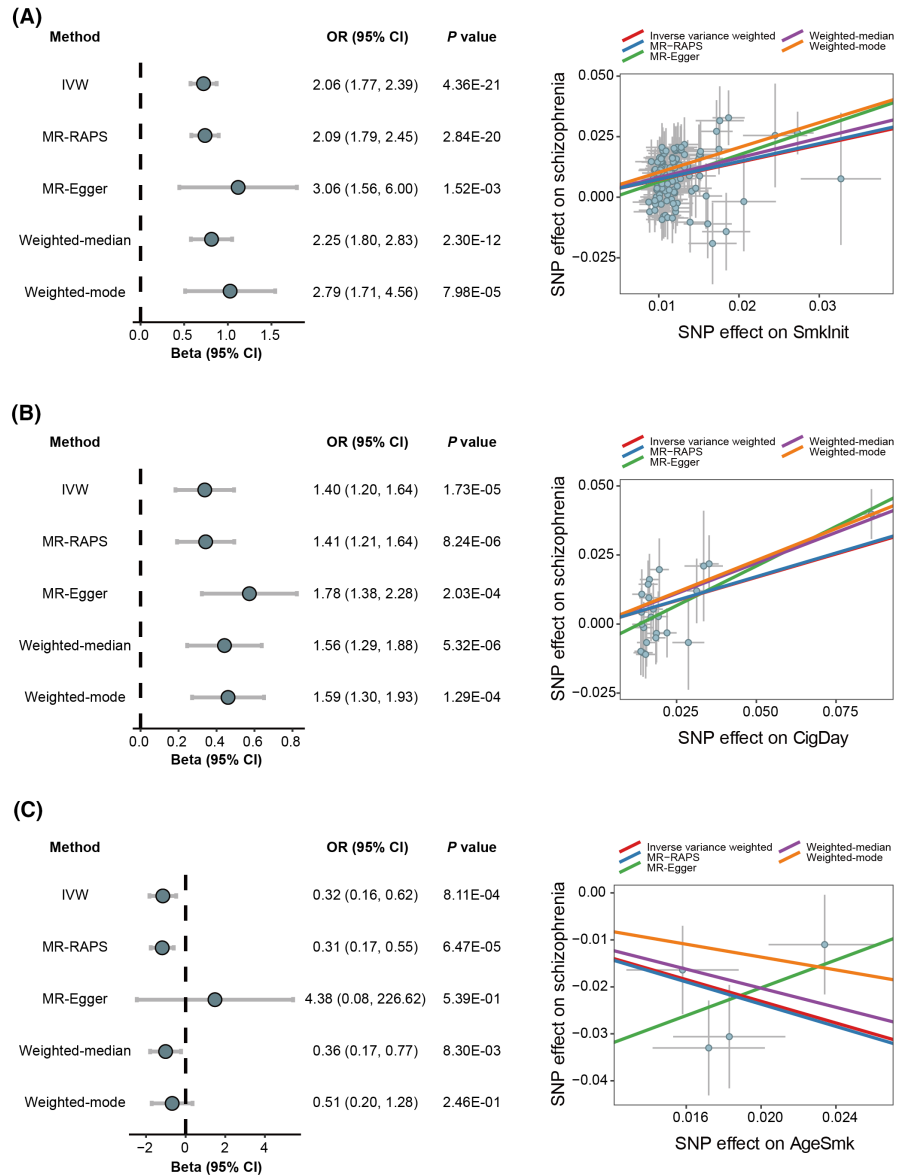 (A)
Method OR (95% CI) P value
IVW 2.06 (1.77, 2.39) 4.36E-21
MR-RAPS 2.09 (1.79, 2.45) 2.84E-20
MR-Egger 3.06 (1.56, 6.00) 1.52E-03
Weighted-median 2.25 (1.80, 2.83) 2.30E-12
Weighted-mode 2.79 (1.71, 4.56) 7.98E-05
0.0 0.5 1.0 1.5
Beta (95% CI)
Inverse variance weighted Weighted-median
MR−RAPS Weighted-mode
MR-Egger
SNP effect on schizophrenia
0.050
0.025
0.000
−0.025
0.01 0.02 0.03
SNP effect on SmkInit
(B)
Method OR (95% CI) P value
IVW 1.40 (1.20, 1.64) 1.73E-05
MR-RAPS 1.41 (1.21, 1.64) 8.24E-06
MR-Egger 1.78 (1.38, 2.28) 2.03E-04
Weighted-median 1.56 (1.29, 1.88) 5.32E-06
Weighted-mode 1.59 (1.30, 1.93) 1.29E-04
0.0 0.2 0.4 0.6 0.8
Beta (95% CI)
Inverse variance weighted Weighted-median
MR−RAPS Weighted-mode
MR-Egger
SNP effect on schizophrenia
0.050
0.025
0.000
−0.025
0.025 0.050 0.075
SNP effect on CigDay
(C)
Method OR (95% CI) P value
IVW 0.32 (0.16, 0.62) 8.11E-04
MR-RAPS 0.31 (0.17, 0.55) 6.47E-05
MR-Egger 4.38 (0.08, 226.62) 5.39E-01
Weighted-median 0.36 (0.17, 0.77) 8.30E-03
Weighted-mode 0.51 (0.20, 1.28) 2.46E-01
−2 0 2 4
Beta (95% CI)
Inverse variance weighted Weighted-median
MR−RAPS Weighted-mode
MR-Egger
SNP effect on schizophrenia
0.00
−0.01
−0.02
−0.03
−0.04
0.016 0.020 0.024
SNP effect on AgeSmk